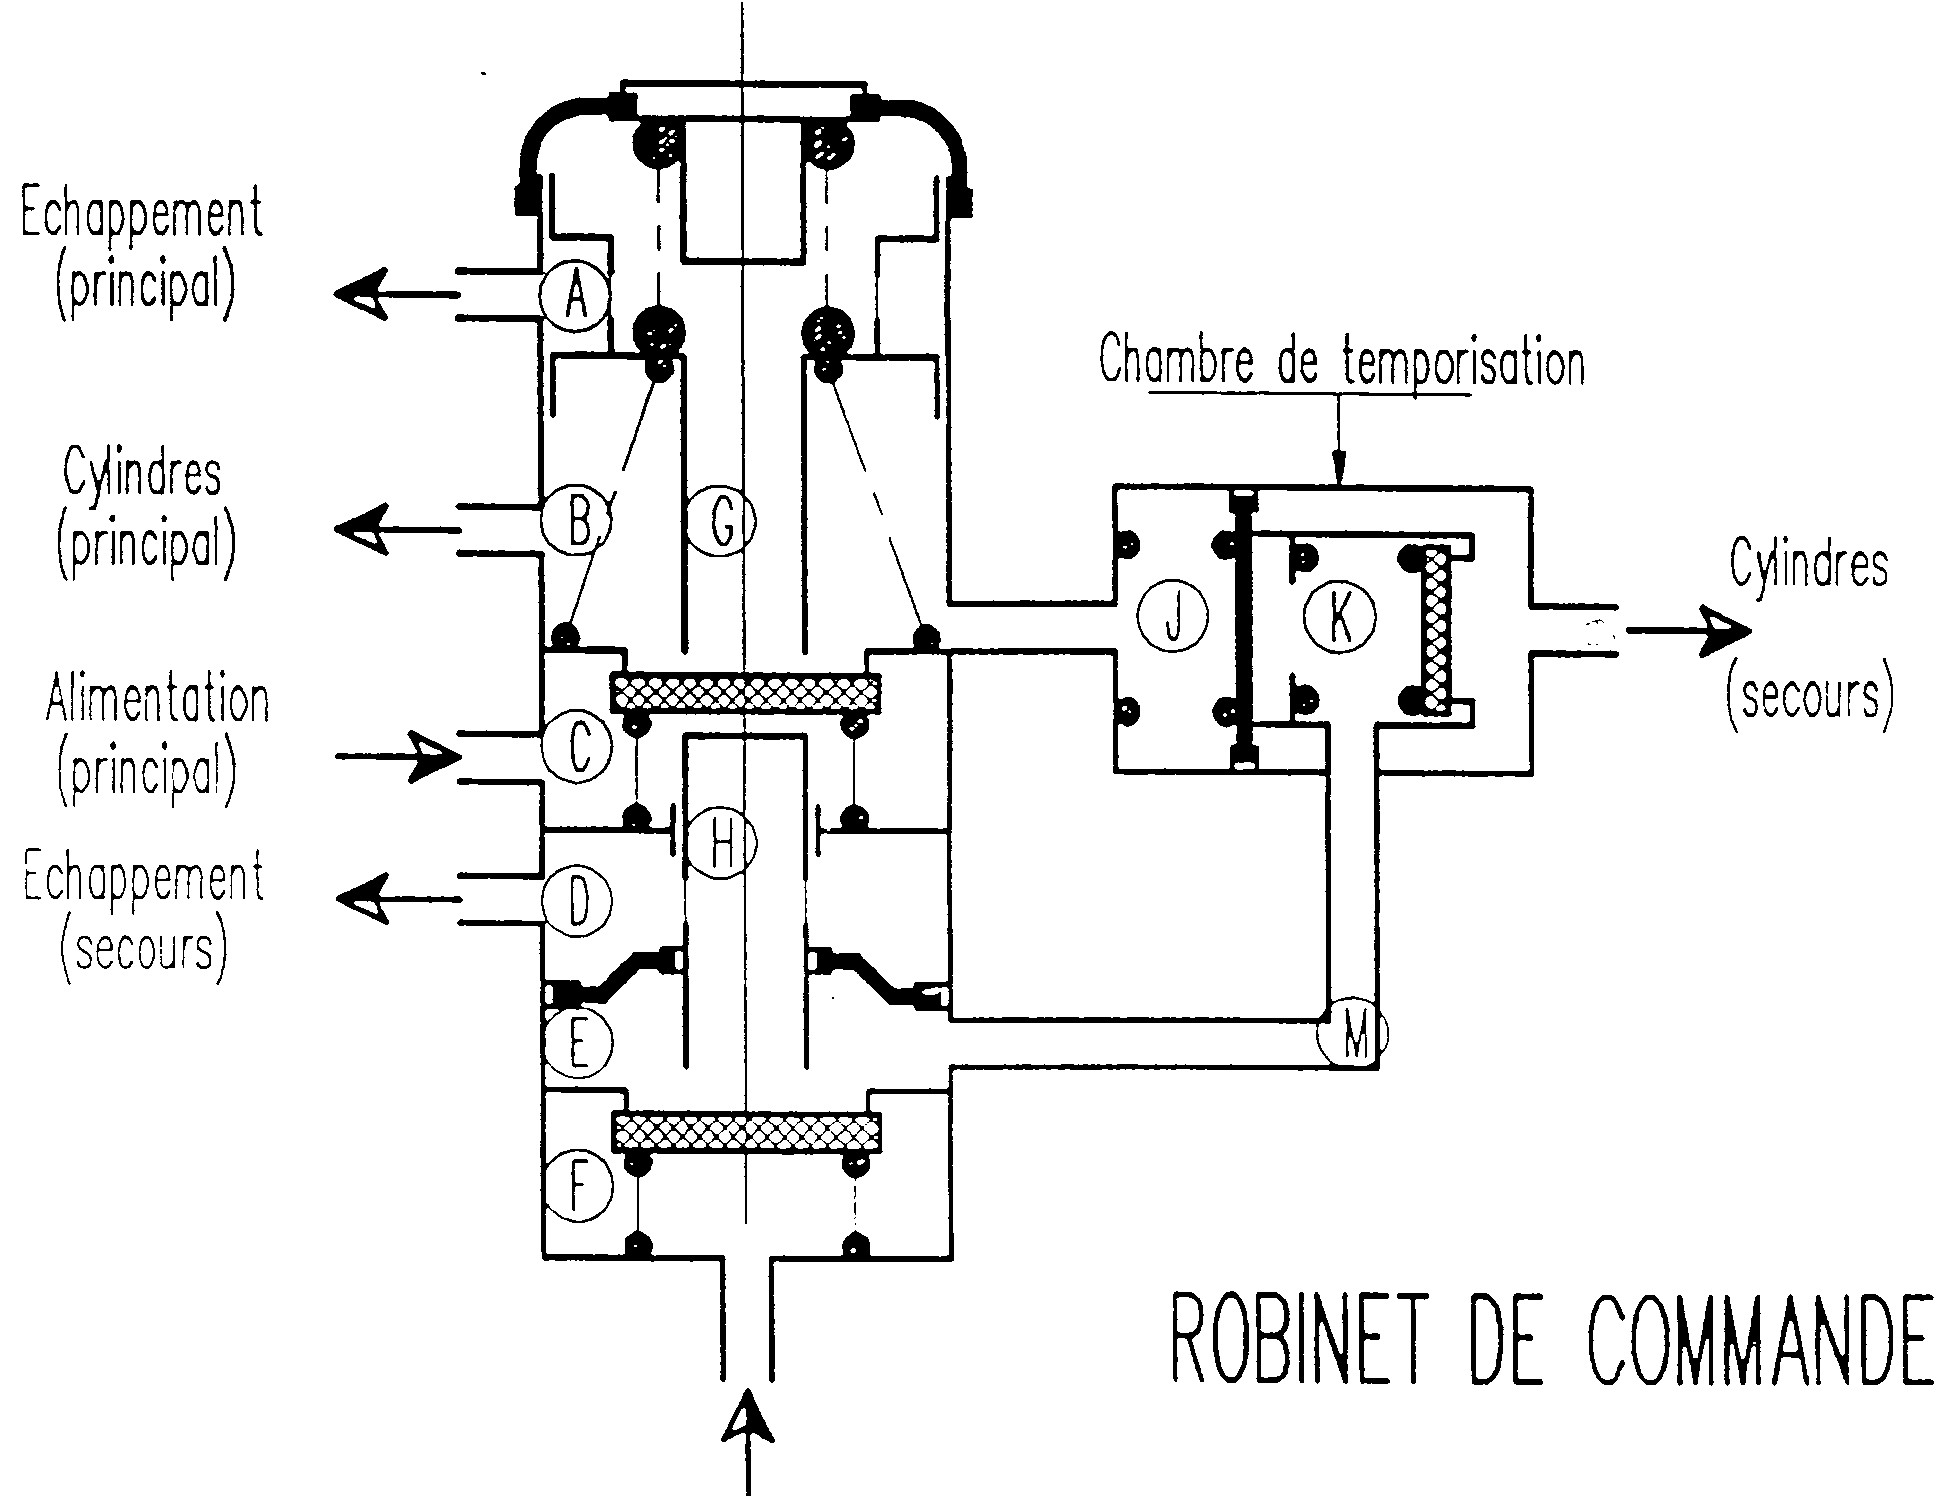 Echappement
(principal)
A
Chambre de temporisation
Cylindres
(principal)
B
G
J
K
Cylindres
(secours)
Alimentation
(principal)
C
H
Echappement
(secours)
D
E
M
F
ROBINET DE COMMANDE